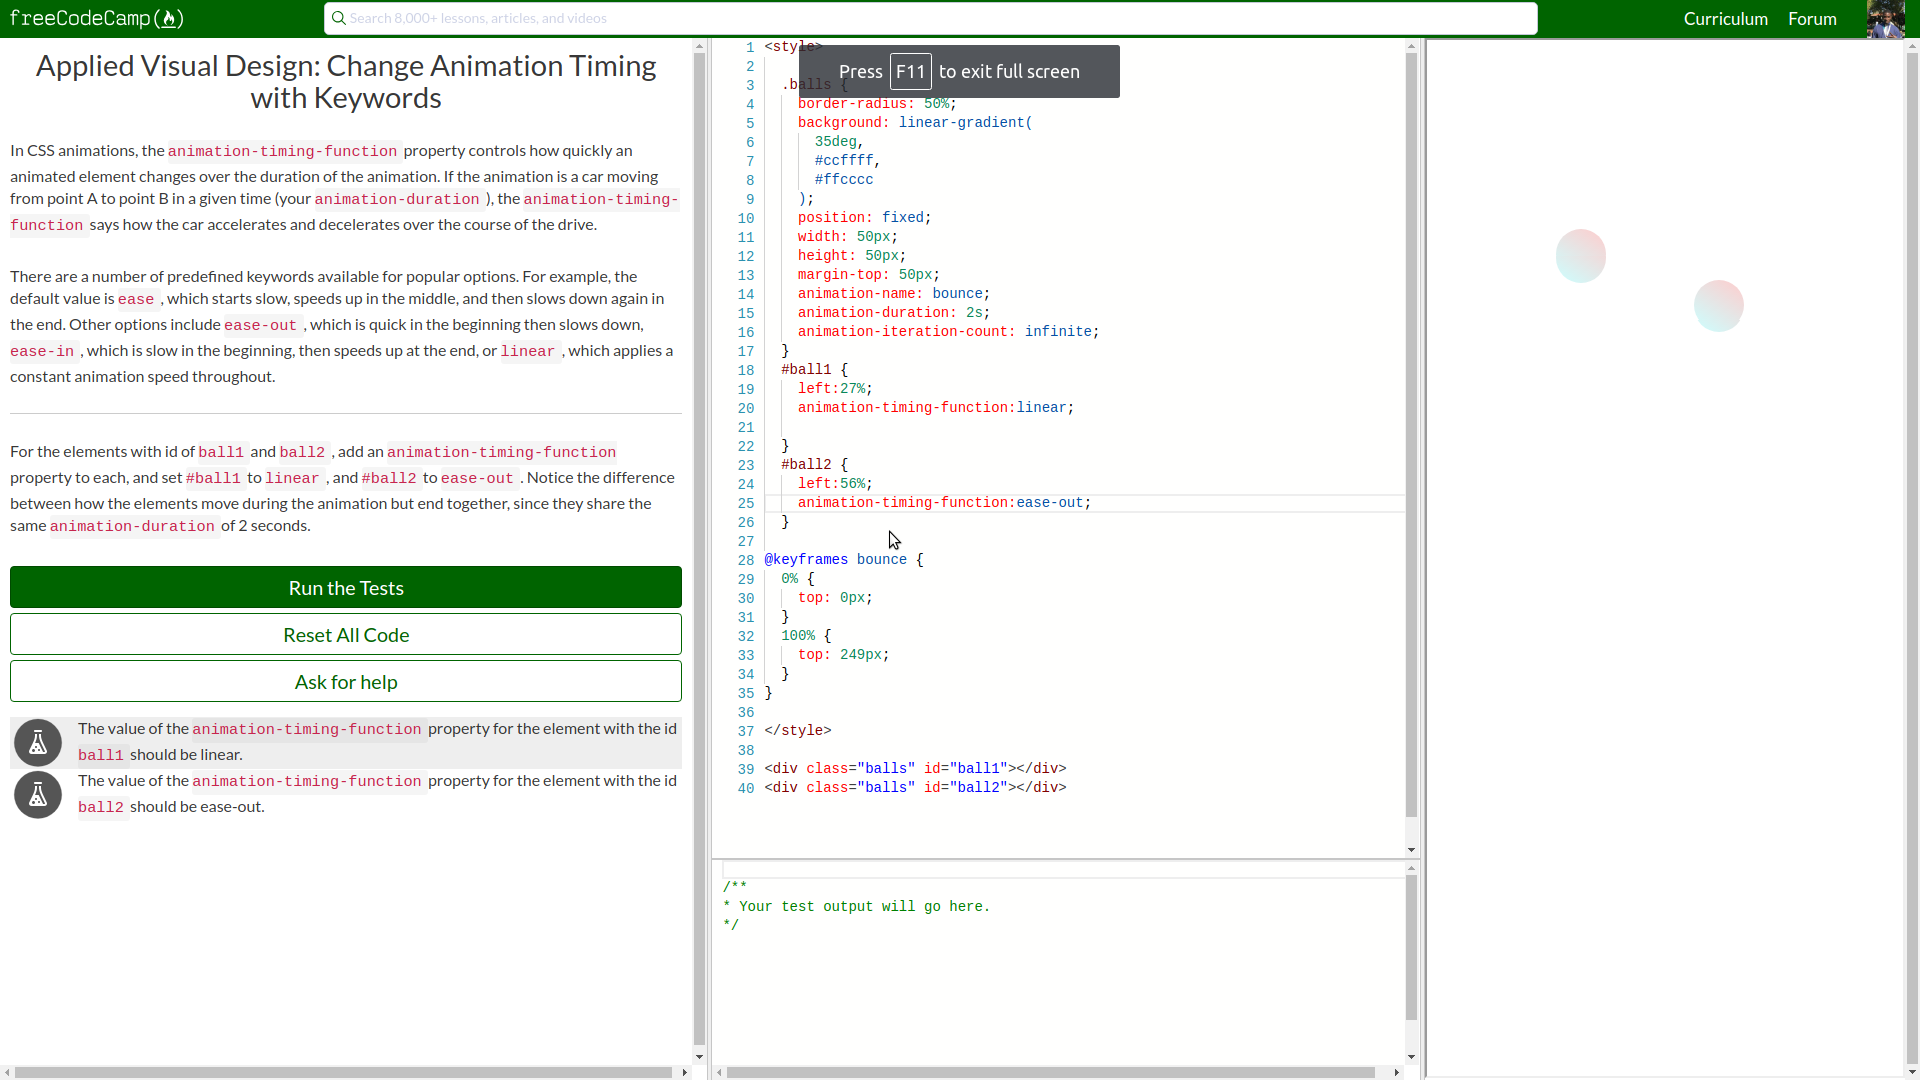 freeCodeCamp
Search 8,000+ lessons, articles, and videos
Curriculum
Forum
Applied Visual Design: Change Animation Timing
with Keywords
In CSS animations, the animation-timing-function property controls how quickly an
animated element changes over the duration of the animation. If the animation is a car moving
from point A to point B in a given time (your animation-duration ), the animation-timing-
function says how the car accelerates and decelerates over the course of the drive.
There are a number of predefined keywords available for popular options. For example, the
default value is ease , which starts slow, speeds up in the middle, and then slows down again in
the end. Other options include ease-out , which is quick in the beginning then slows down,
ease-in , which is slow in the beginning, then speeds up at the end, or linear , which applies a
constant animation speed throughout.
For the elements with id of ball1 and ball2 , add an animation-timing-function
property to each, and set #ball1 to linear , and #ball2 to ease-out . Notice the difference
between how the elements move during the animation but end together, since they share the
same animation-duration of 2 seconds.
Run the Tests
Reset All Code
Ask for help
The value of the animation-timing-function property for the element with the id
ball1 should be linear.
The value of the animation-timing-function property for the element with the id
ball2 should be ease-out.
Press F11 to exit full screen
1 <style>
2
3 .balls {
4 border-radius: 50%;
5 background: linear-gradient(
6 35deg,
7 #ccffff,
8 #ffcccc
9 );
10 position: fixed;
11 width: 50px;
12 height: 50px;
13 margin-top: 50px;
14 animation-name: bounce;
15 animation-duration: 2s;
16 animation-iteration-count: infinite;
17 }
18 #ball1 {
19 left:27%;
20 animation-timing-function:linear;
21
22 }
23 #ball2 {
24 left:56%;
25 animation-timing-function:ease-out;
26 }
27
28 @keyframes bounce {
29 0% {
30 top: 0px;
31 }
32 100% {
33 top: 249px;
34 }
35 }
36
37 </style>
38
39 <div class="balls" id="ball1"></div>
40 <div class="balls" id="ball2"></div>
/**
* Your test output will go here.
*/